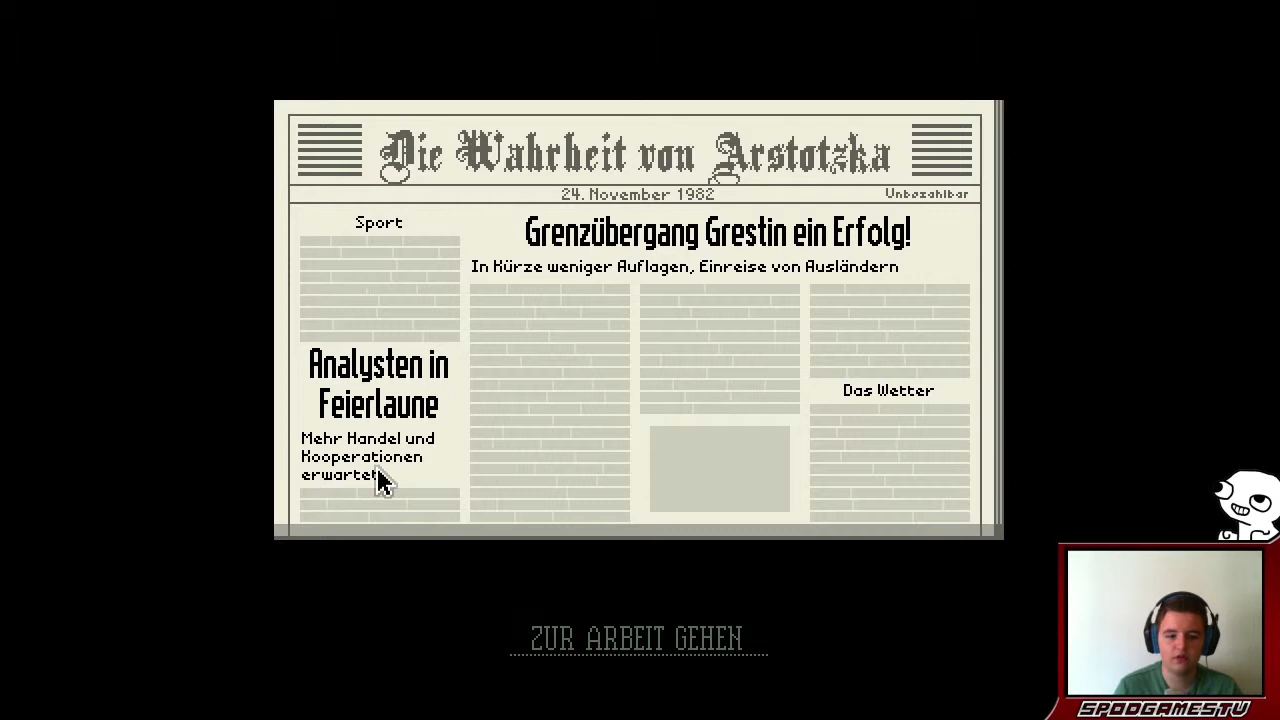 Die Wahrheit von Arstotzka
24. November 1982
Unbezahlbar
Sport
Grenzübergang Grestin ein Erfolg!
In Kürze weniger Auflagen, Einreise von Ausländern
Analysten in
Feierlaune
Mehr Handel und
Kooperationen
erwartet
Das Wetter
ZUR ARBEIT GEHEN
SPODGAMESTV